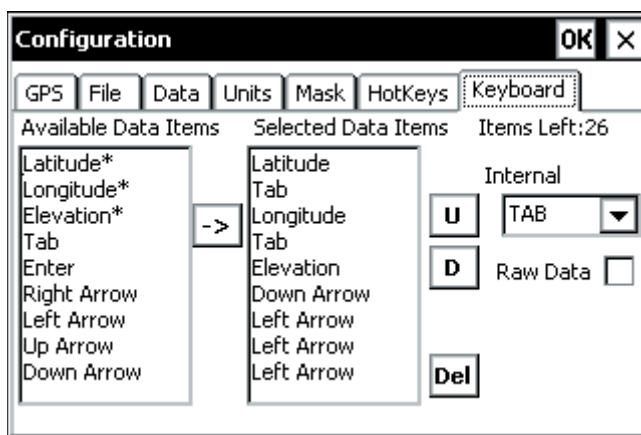 Configuration OK ×
GPS File Data Units Mask HotKeys Keyboard
Available Data Items Selected Data Items Items Left:26
Latitude*
Longitude*
Elevation*
Tab
Enter
Right Arrow
Left Arrow
Up Arrow
Down Arrow
->
Latitude
Tab
Longitude
Tab
Elevation
Down Arrow
Left Arrow
Left Arrow
Left Arrow
U
D
Del
Internal
TAB
Raw Data